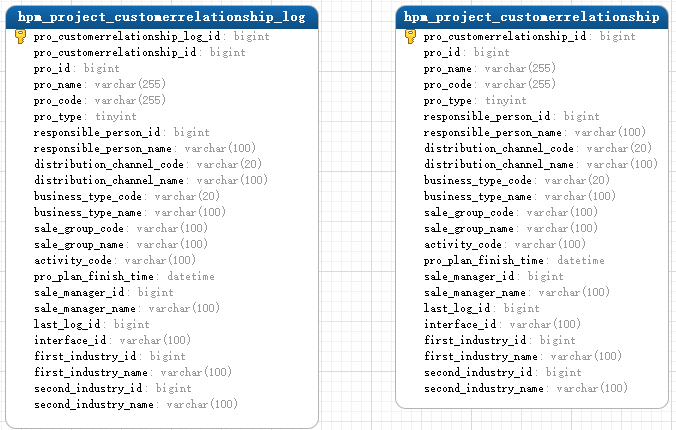 hpm_project_customerrelationship_log
pro_customerrelationship_log_id: bigint
pro_customerrelationship_id: bigint
pro_id: bigint
pro_name: varchar(255)
pro_code: varchar(255)
pro_type: tinyint
responsible_person_id: bigint
responsible_person_name: varchar(100)
distribution_channel_code: varchar(20)
distribution_channel_name: varchar(100)
business_type_code: varchar(20)
business_type_name: varchar(100)
sale_group_code: varchar(100)
sale_group_name: varchar(100)
activity_code: varchar(100)
pro_plan_finish_time: datetime
sale_manager_id: bigint
sale_manager_name: varchar(100)
last_log_id: bigint
interface_id: varchar(100)
first_industry_id: bigint
first_industry_name: varchar(100)
second_industry_id: bigint
second_industry_name: varchar(100)
hpm_project_customerrelationship
pro_customerrelationship_id: bigint
pro_id: bigint
pro_name: varchar(255)
pro_code: varchar(255)
pro_type: tinyint
responsible_person_id: bigint
responsible_person_name: varchar(100)
distribution_channel_code: varchar(20)
distribution_channel_name: varchar(100)
business_type_code: varchar(20)
business_type_name: varchar(100)
sale_group_code: varchar(100)
sale_group_name: varchar(100)
activity_code: varchar(100)
pro_plan_finish_time: datetime
sale_manager_id: bigint
sale_manager_name: varchar(100)
last_log_id: bigint
interface_id: varchar(100)
first_industry_id: bigint
first_industry_name: varchar(100)
second_industry_id: bigint
second_industry_name: varchar(100)